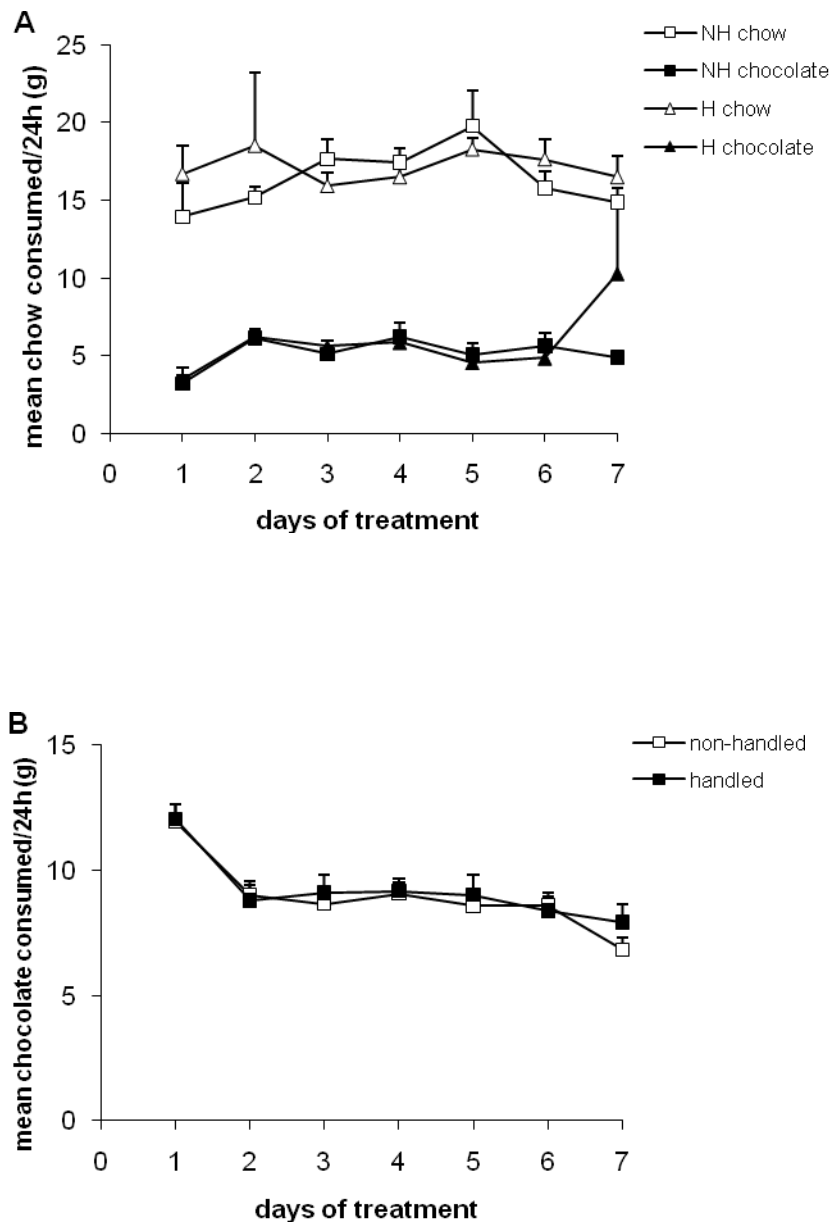 A
mean chow consumed/24h (g)
25
20
15
10
5
0
0 1 2 3 4 5 6 7
days of treatment
NH chow
NH chocolate
H chow
H chocolate
B
mean chocolate consumed/24h (g)
15
10
5
0
0 1 2 3 4 5 6 7
days of treatment
non-handled
handled